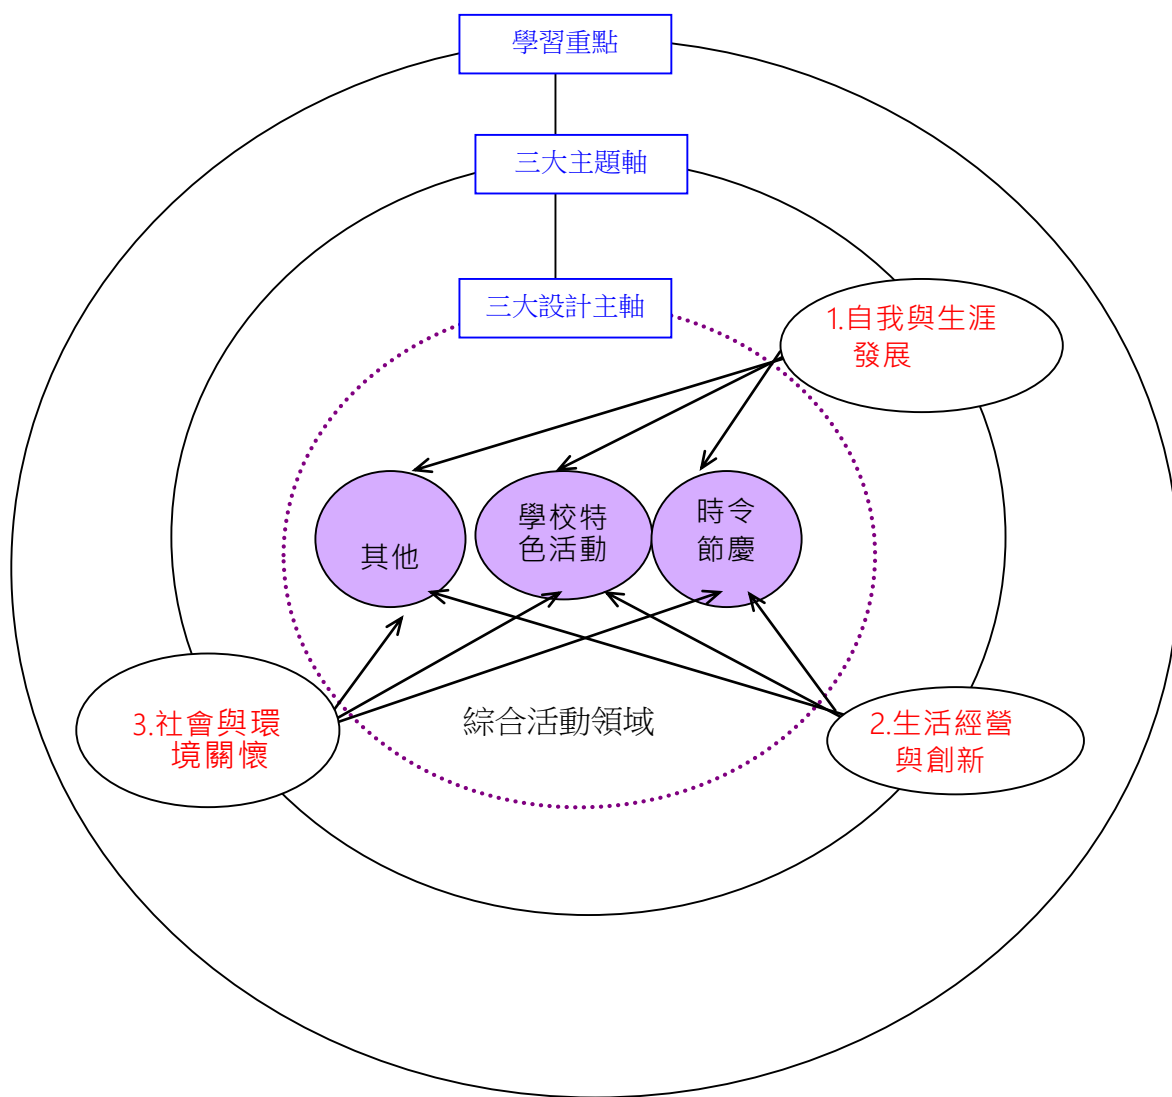 學習重點
三大主題軸
三大設計主軸
1.自我與生涯
發展
其他
學校特
色活動
時令
節慶
3.社會與環
境關懷
綜合活動領域
2.生活經營
與創新